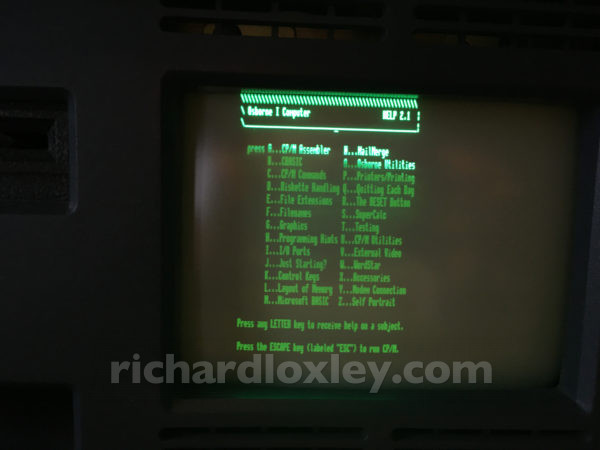 Osborne I Computer HELP 2.1
press A...CP/M Assembler N...MailMerge
B...CBASIC O...Osborne Utilities
C...CP/M Commands P...Printers/Printing
D...Diskette Handling Q...Quitting Each Day
E...File Extensions R...The RESET Button
F...Filenames S...SuperCalc
G...Graphics T...Testing
H...Programming Hints U...CP/M Utilities
I...I/O Ports V...External Video
J...Just Starting? W...WordStar
K...Control Keys X...Accessories
L...Layout of Memory Y...Modem Connection
M...Microsoft BASIC Z...Self Portrait
Press any LETTER key to receive help on a subject.
Press the ESCAPE key (labeled "ESC") to run CP/M.
richardloxley.com